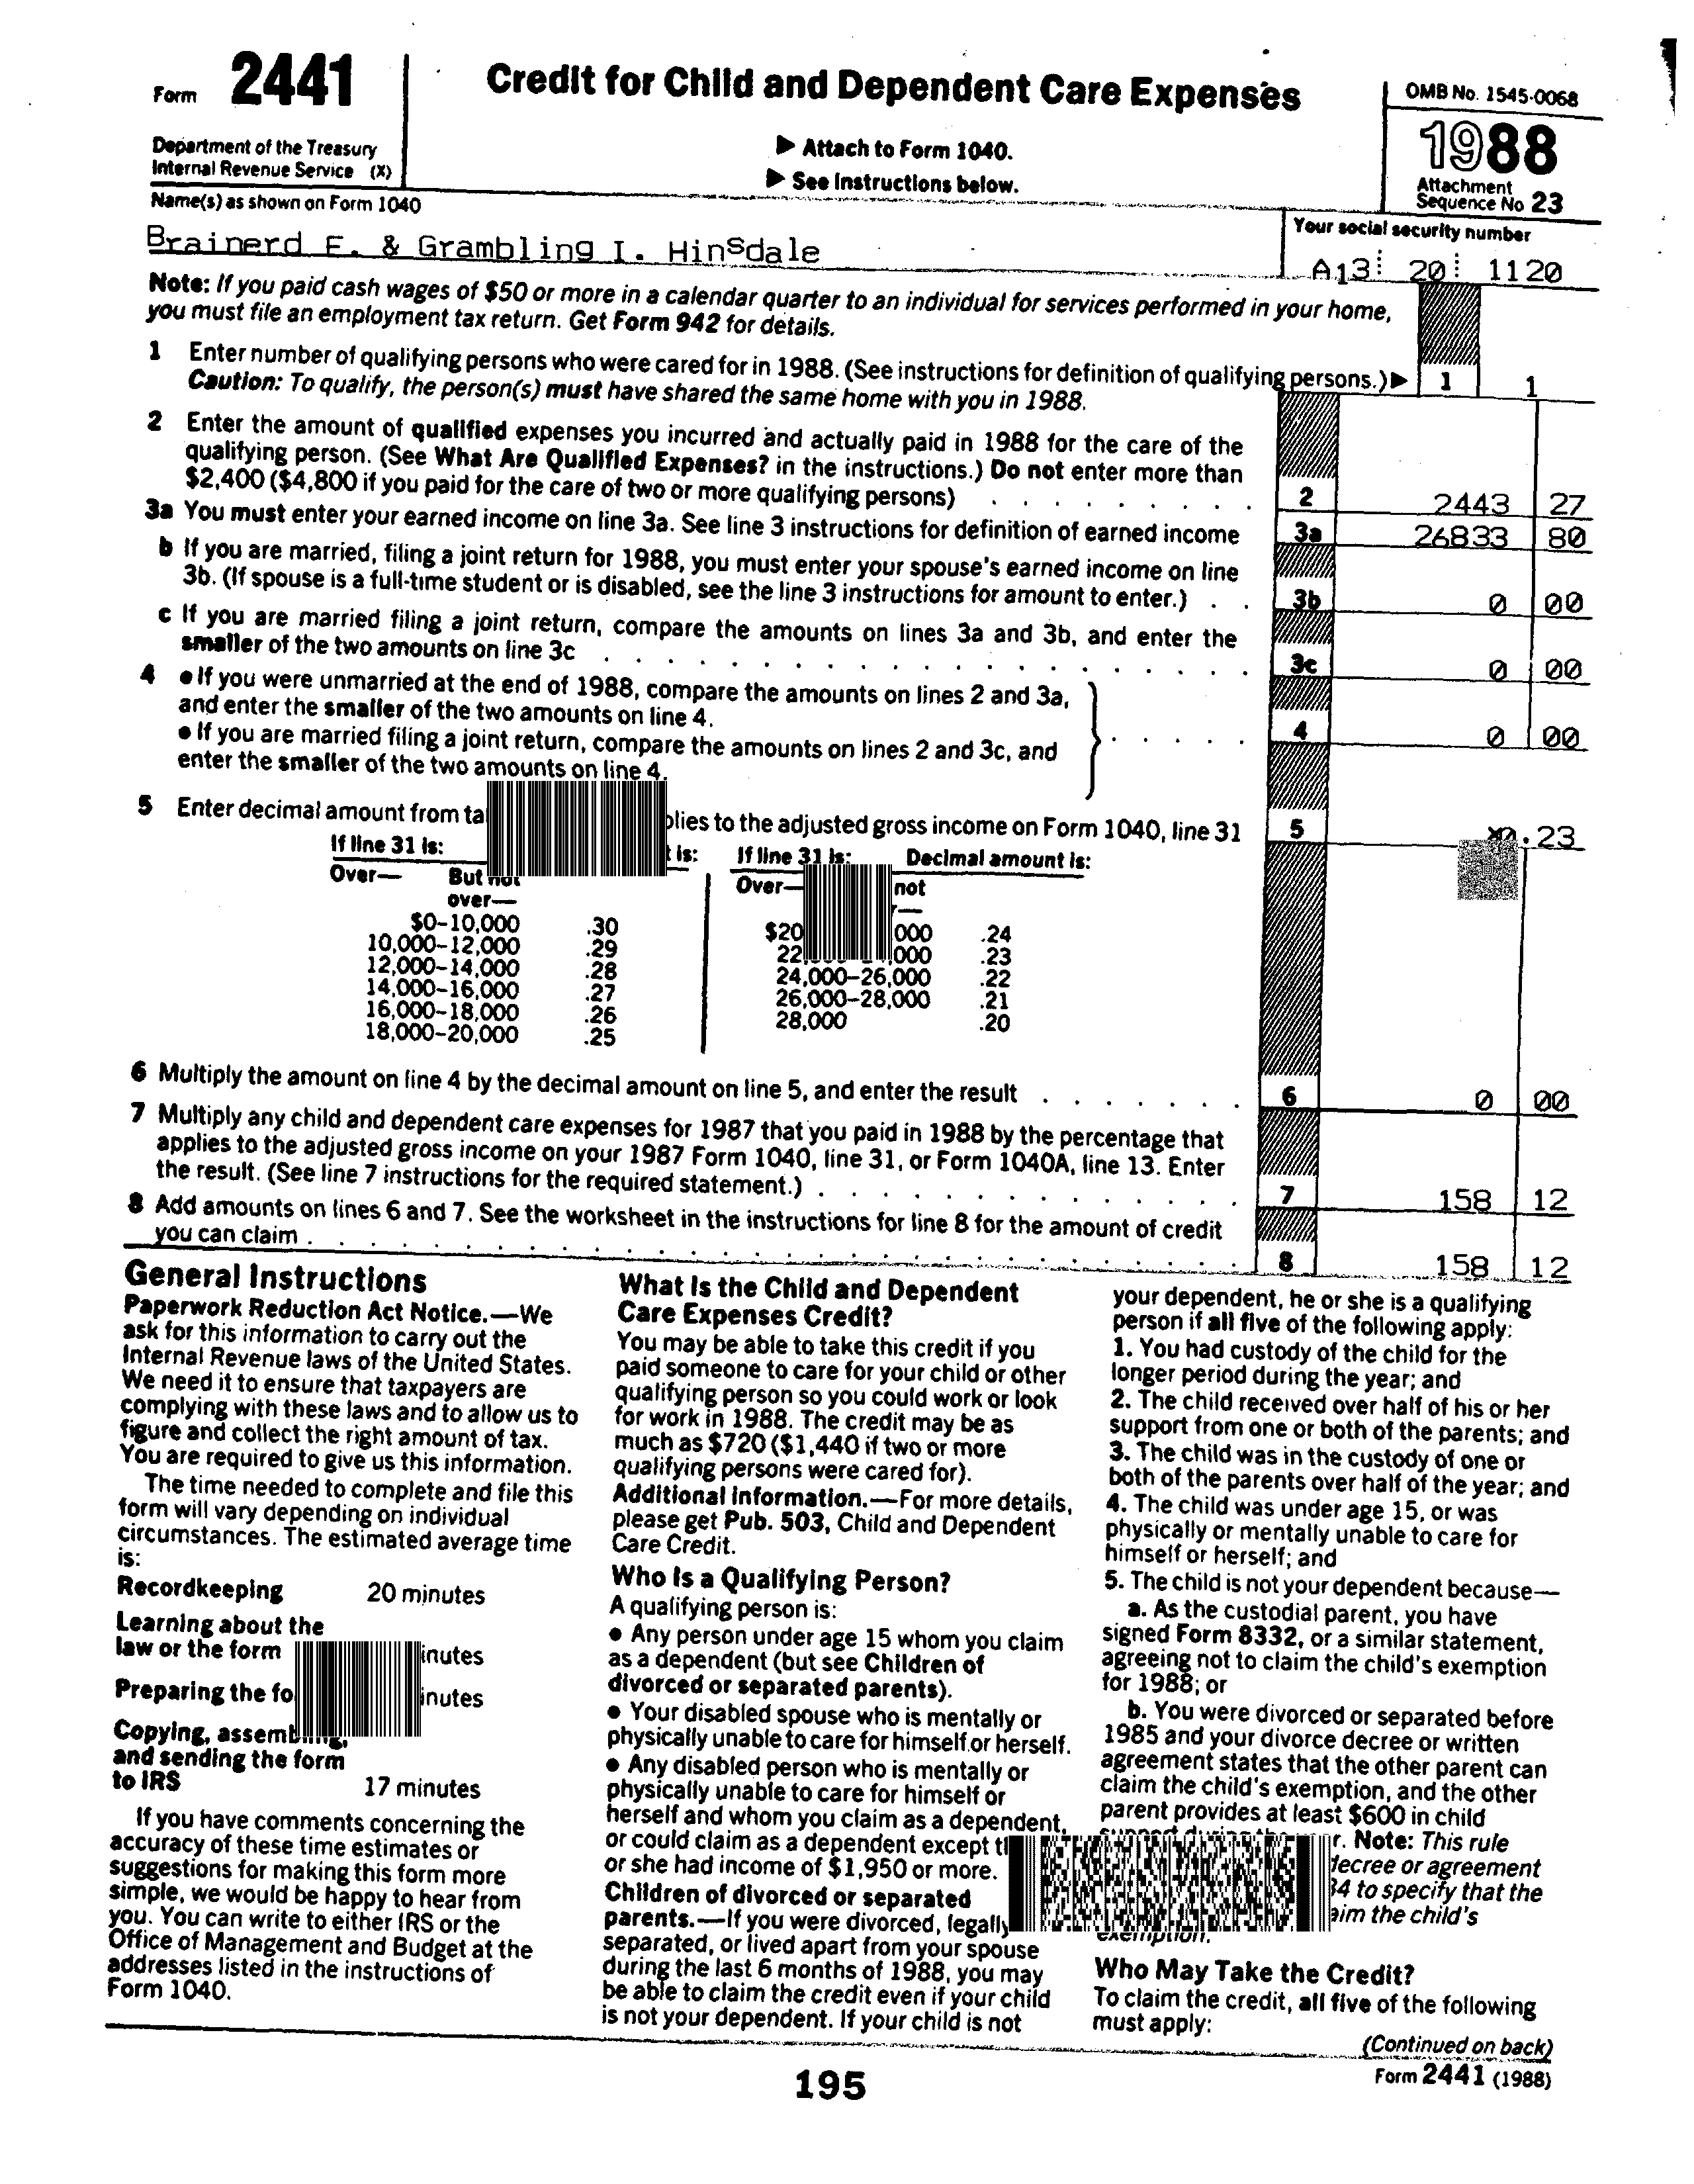 Form 2441
Department of the Treasury
Internal Revenue Service (X)
Credit for Child and Dependent Care Expenses
▶ Attach to Form 1040.
▶ See Instructions below.
OMB No. 1545-0068
1988
Attachment
Sequence No 23
Name(s) as shown on Form 1040
Your social security number
Brainerd E. & Grambling I. Hinsdale
A13 20 1120
Note: If you paid cash wages of $50 or more in a calendar quarter to an individual for services performed in your home,
you must file an employment tax return. Get Form 942 for details.
1 Enter number of qualifying persons who were cared for in 1988. (See instructions for definition of qualifying persons.) ▶ 1 1
Caution: To qualify, the person(s) must have shared the same home with you in 1988.
2 Enter the amount of qualified expenses you incurred and actually paid in 1988 for the care of the
qualifying person. (See What Are Qualified Expenses? in the instructions.) Do not enter more than
$2,400 ($4,800 if you paid for the care of two or more qualifying persons) . . . . . . . . 2 2443 27
3a You must enter your earned income on line 3a. See line 3 instructions for definition of earned income 3a 26833 80
b If you are married, filing a joint return for 1988, you must enter your spouse's earned income on line
3b. (If spouse is a full-time student or is disabled, see the line 3 instructions for amount to enter.) . . 3b 0 00
c If you are married filing a joint return, compare the amounts on lines 3a and 3b, and enter the
smaller of the two amounts on line 3c . . . . . . . . . . . . . . . . . . . . 3c 0 00
4 ● If you were unmarried at the end of 1988, compare the amounts on lines 2 and 3a,
and enter the smaller of the two amounts on line 4.
● If you are married filing a joint return, compare the amounts on lines 2 and 3c, and
enter the smaller of the two amounts on line 4. . . . . . 4 0 00
5 Enter decimal amount from to the adjusted gross income on Form 1040, line 31 5 .23
If line 31 is: is: If line 31 is: Decimal amount is:
Over— But not Over— not
over—
$0–10,000 .30 .24
10,000–12,000 .29 .23
12,000–14,000 .28 24,000–26,000 .22
14,000–16,000 .27 26,000–28,000 .21
16,000–18,000 .26 28,000 .20
18,000–20,000 .25
6 Multiply the amount on line 4 by the decimal amount on line 5, and enter the result . . . . . . . 6 0 00
7 Multiply any child and dependent care expenses for 1987 that you paid in 1988 by the percentage that
applies to the adjusted gross income on your 1987 Form 1040, line 31, or Form 1040A, line 13. Enter
the result. (See line 7 instructions for the required statement.) . . . . . . . . . . . . . . 7 158 12
8 Add amounts on lines 6 and 7. See the worksheet in the instructions for line 8 for the amount of credit
you can claim . . . . . . . . . . . . . . . . . . . . . . . . . . . . . 8 158 12
General Instructions
Paperwork Reduction Act Notice.—We
ask for this information to carry out the
Internal Revenue laws of the United States.
We need it to ensure that taxpayers are
complying with these laws and to allow us to
figure and collect the right amount of tax.
You are required to give us this information.
The time needed to complete and file this
form will vary depending on individual
circumstances. The estimated average time
is:
Recordkeeping 20 minutes
Learning about the
law or the form
Preparing the
Copying,
and sending the form
to IRS 17 minutes
If you have comments concerning the
accuracy of these time estimates or
suggestions for making this form more
simple, we would be happy to hear from
you. You can write to either IRS or the
Office of Management and Budget at the
addresses listed in the instructions of
Form 1040.
What Is the Child and Dependent
Care Expenses Credit?
You may be able to take this credit if you
paid someone to care for your child or other
qualifying person so you could work or look
for work in 1988. The credit may be as
much as $720 ($1,440 if two or more
qualifying persons were cared for).
Additional Information.—For more details,
please get Pub. 503, Child and Dependent
Care Credit.
Who Is a Qualifying Person?
A qualifying person is:
● Any person under age 15 whom you claim
as a dependent (but see Children of
divorced or separated parents).
● Your disabled spouse who is mentally or
physically unable to care for himself or herself.
● Any disabled person who is mentally or
physically unable to care for himself or
herself and whom you claim as a dependent,
or could claim as a dependent except
or she had income of $1,950 or more.
Children of divorced or separated
parents.—If you were divorced, legally
separated, or lived apart from your spouse
during the last 6 months of 1988, you may
be able to claim the credit even if your child
is not your dependent. If your child is not
your dependent, he or she is a qualifying
person if all five of the following apply:
1. You had custody of the child for the
longer period during the year; and
2. The child received over half of his or her
support from one or both of the parents; and
3. The child was in the custody of one or
both of the parents over half of the year; and
4. The child was under age 15, or was
physically or mentally unable to care for
himself or herself; and
5. The child is not your dependent because—
a. As the custodial parent, you have
signed Form 8332, or a similar statement,
agreeing not to claim the child's exemption
for 1988; or
b. You were divorced or separated before
1985 and your divorce decree or written
agreement states that the other parent can
claim the child's exemption, and the other
parent provides at least $600 in child
Note: This rule
decree or agreement
to specify that the
the child's
exemption.
Who May Take the Credit?
To claim the credit, all five of the following
must apply:
(Continued on back)
Form 2441 (1988)
195